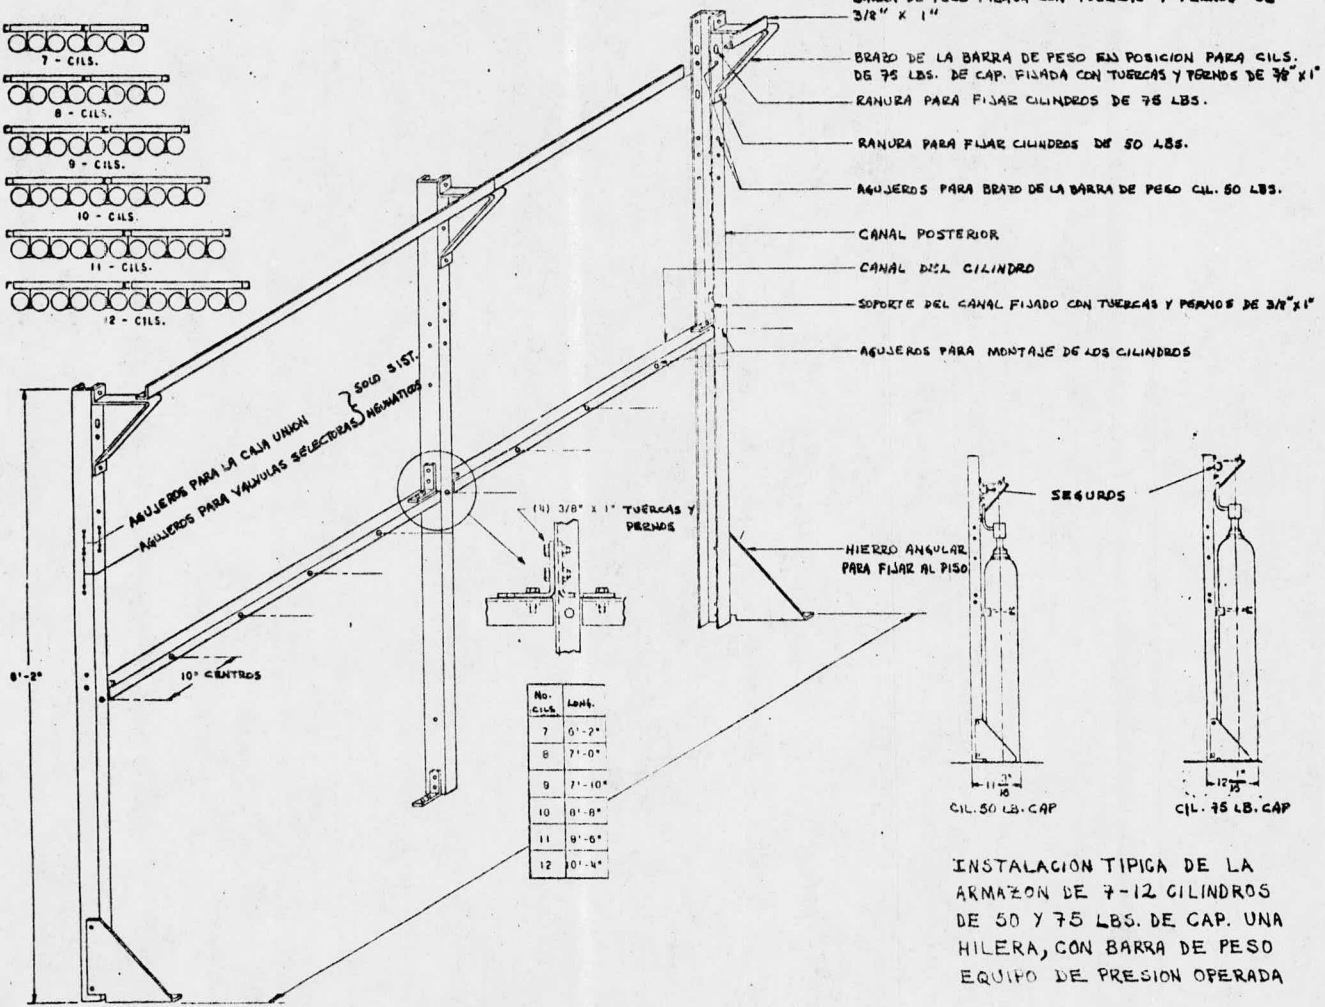 3/8" X 1"
7 - CILS.
8 - CILS.
9 - CILS.
10 - CILS.
11 - CILS.
12 - CILS.
BRAZO DE LA BARRA DE PESO EN POSICION PARA CILS.
DE 75 LBS. DE CAP. FIJADA CON TUERCAS Y PERNOS DE 3/8" X 1"
RANURA PARA FIJAR CILINDROS DE 75 LBS.
RANURA PARA FIJAR CILINDROS DE 50 LBS.
AGUJEROS PARA BRAZO DE LA BARRA DE PESO CIL. 50 LBS.
CANAL POSTERIOR
CANAL DEL CILINDRO
SOPORTE DEL CANAL FIJADO CON TUERCAS Y PERNOS DE 3/8" X 1"
AGUJEROS PARA MONTAJE DE LOS CILINDROS
AGUJEROS PARA LA CAJA UNION
AGUJEROS PARA VALVULAS SELECTORAS
SOLO SIST.
NEUMATICOS
SEGUROS
(4) 3/8" X 1" TUERCAS Y
PERNOS
HIERRO ANGULAR
PARA FIJAR AL PISO
10" CENTROS
No. CILS. LONG.
7 6'-2"
8 7'-0"
9 7'-10"
10 8'-8"
11 9'-6"
12 10'-4"
CIL. 50 LB. CAP
CIL. 75 LB. CAP
INSTALACION TIPICA DE LA
ARMAZON DE 7-12 CILINDROS
DE 50 Y 75 LBS. DE CAP. UNA
HILERA, CON BARRA DE PESO
EQUIPO DE PRESION OPERADA